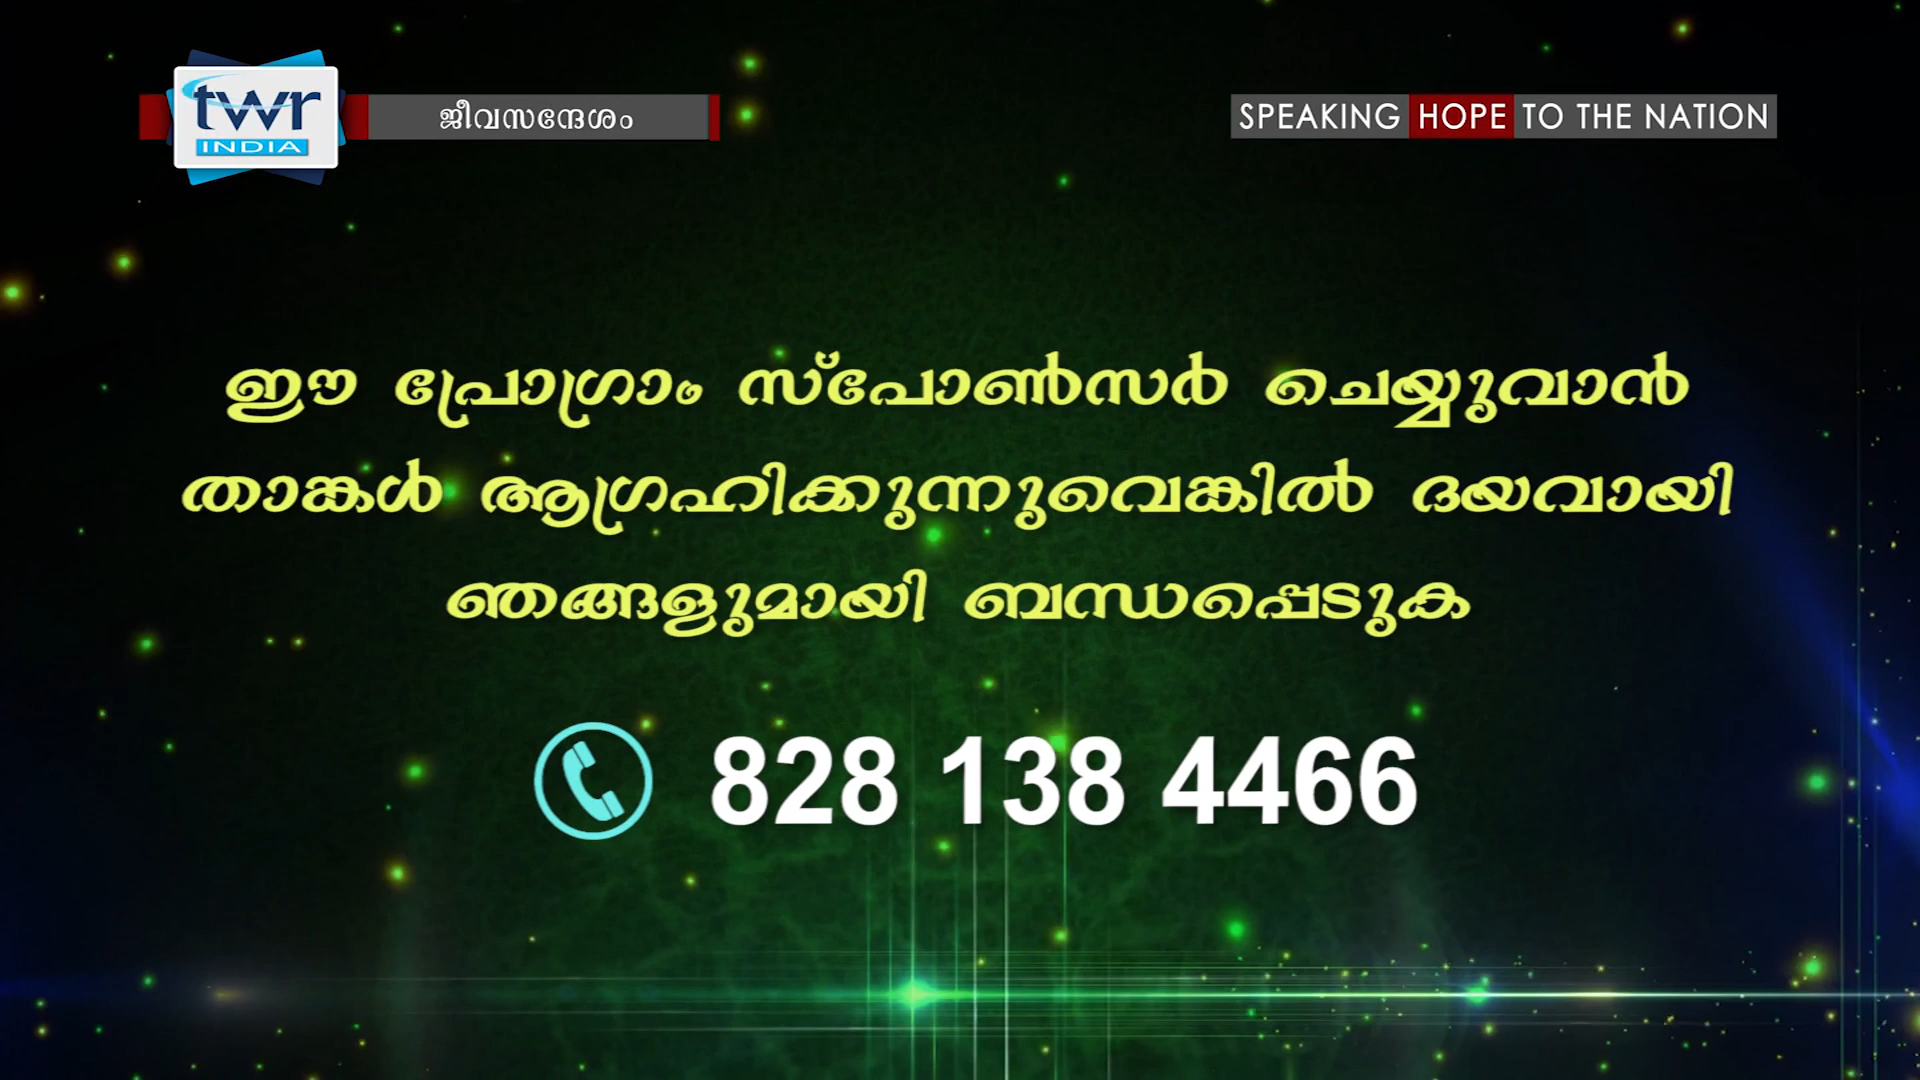 twr
INDIA
ജീവസന്ദേശം
SPEAKING HOPE TO THE NATION
ഈ പ്രോഗ്രാം സ്പോൺസർ ചെയ്യുവാൻ
താങ്കൾ ആഗ്രഹിക്കുന്നുവെങ്കിൽ ദയവായി
ഞങ്ങളുമായി ബന്ധപ്പെടുക
828 138 4466